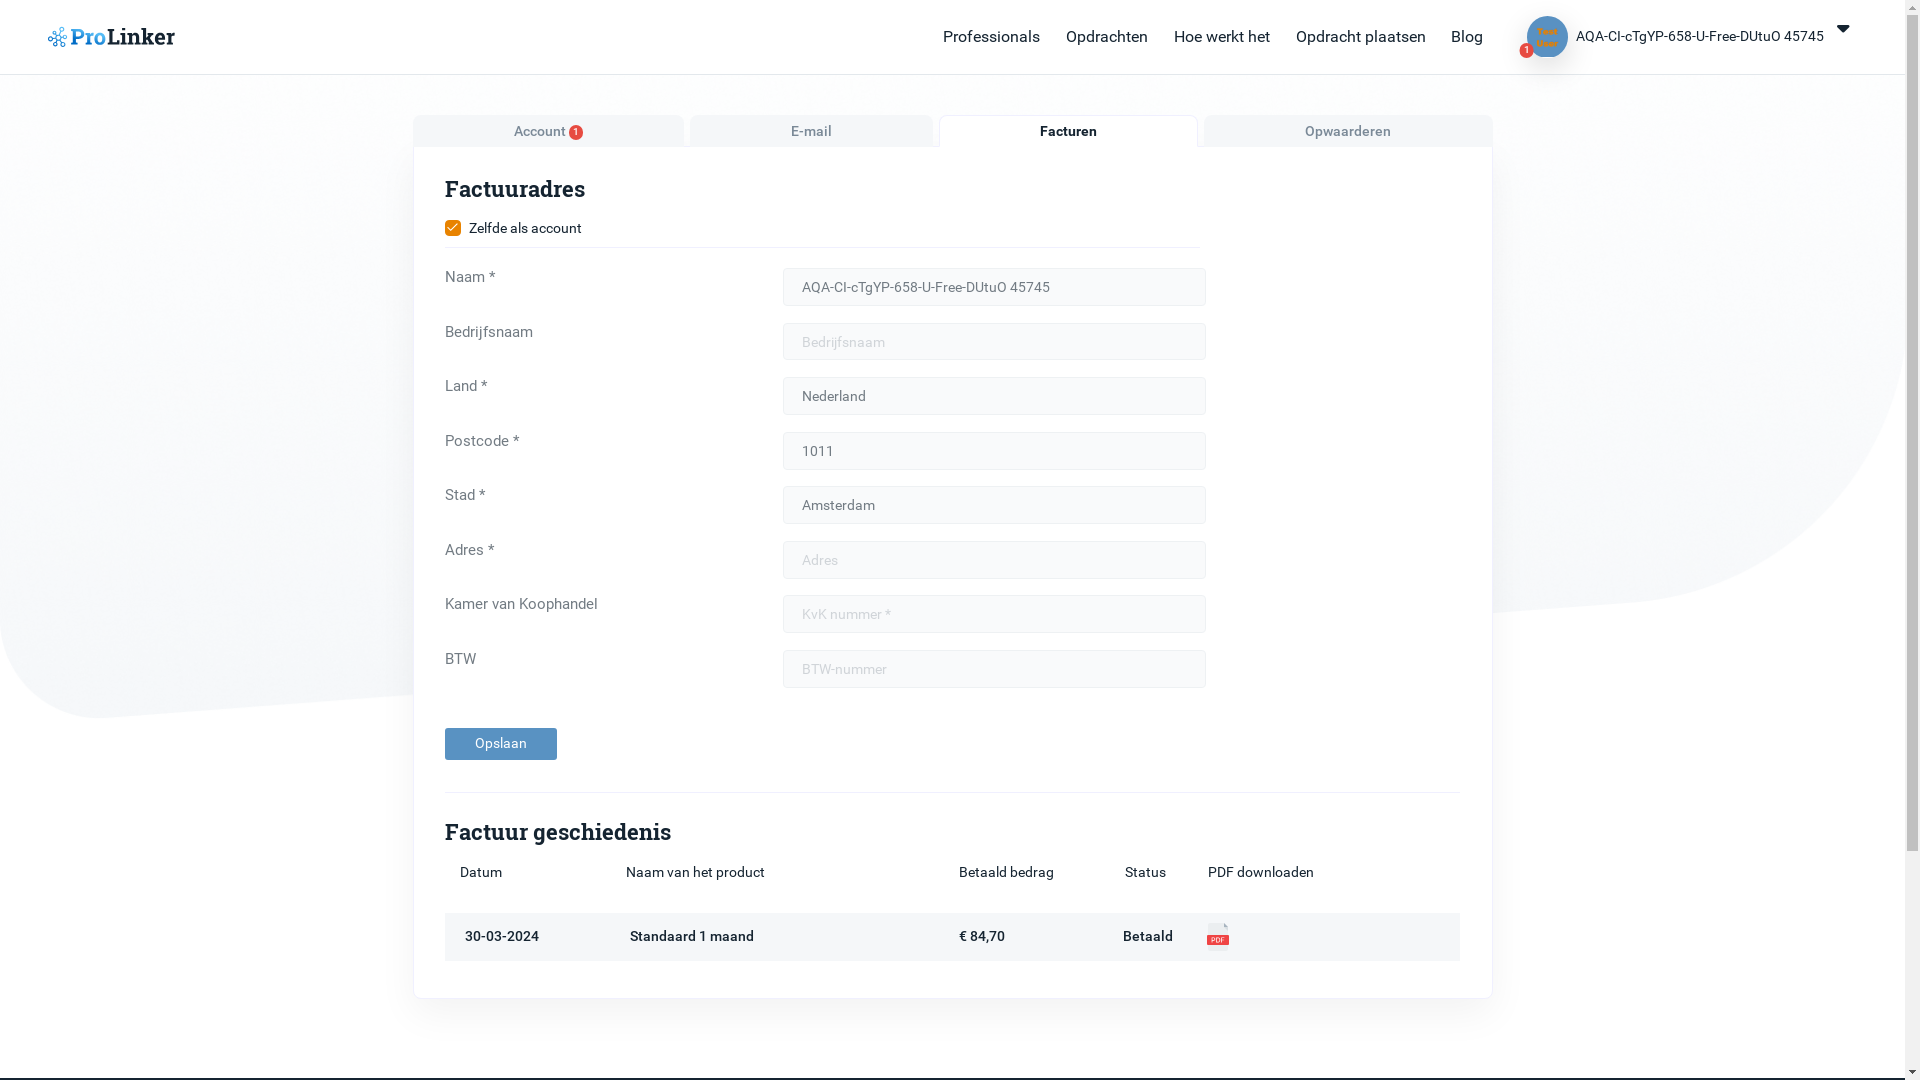 ProLinker
Professionals Opdrachten Hoe werkt het Opdracht plaatsen Blog
Test User
1
AQA-CI-cTgYP-658-U-Free-DUtuO 45745
Account 1
E-mail
Facturen
Opwaarderen
Factuuradres
Zelfde als account
Naam *
AQA-CI-cTgYP-658-U-Free-DUtuO 45745
Bedrijfsnaam
Bedrijfsnaam
Land *
Nederland
Postcode *
1011
Stad *
Amsterdam
Adres *
Adres
Kamer van Koophandel
KvK nummer *
BTW
BTW-nummer
Opslaan
Factuur geschiedenis
Datum Naam van het product Betaald bedrag Status PDF downloaden
30-03-2024 Standaard 1 maand € 84,70 Betaald PDF